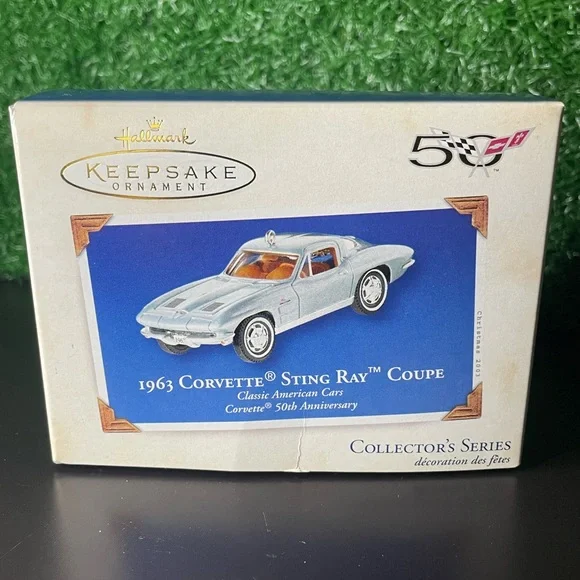 Hallmark
KEEPSAKE
ORNAMENT
50™
1963 CORVETTE® STING RAY™ COUPE
Classic American Cars
Corvette® 50th Anniversary
Christmas 2003
COLLECTOR'S SERIES
décoration des fêtes